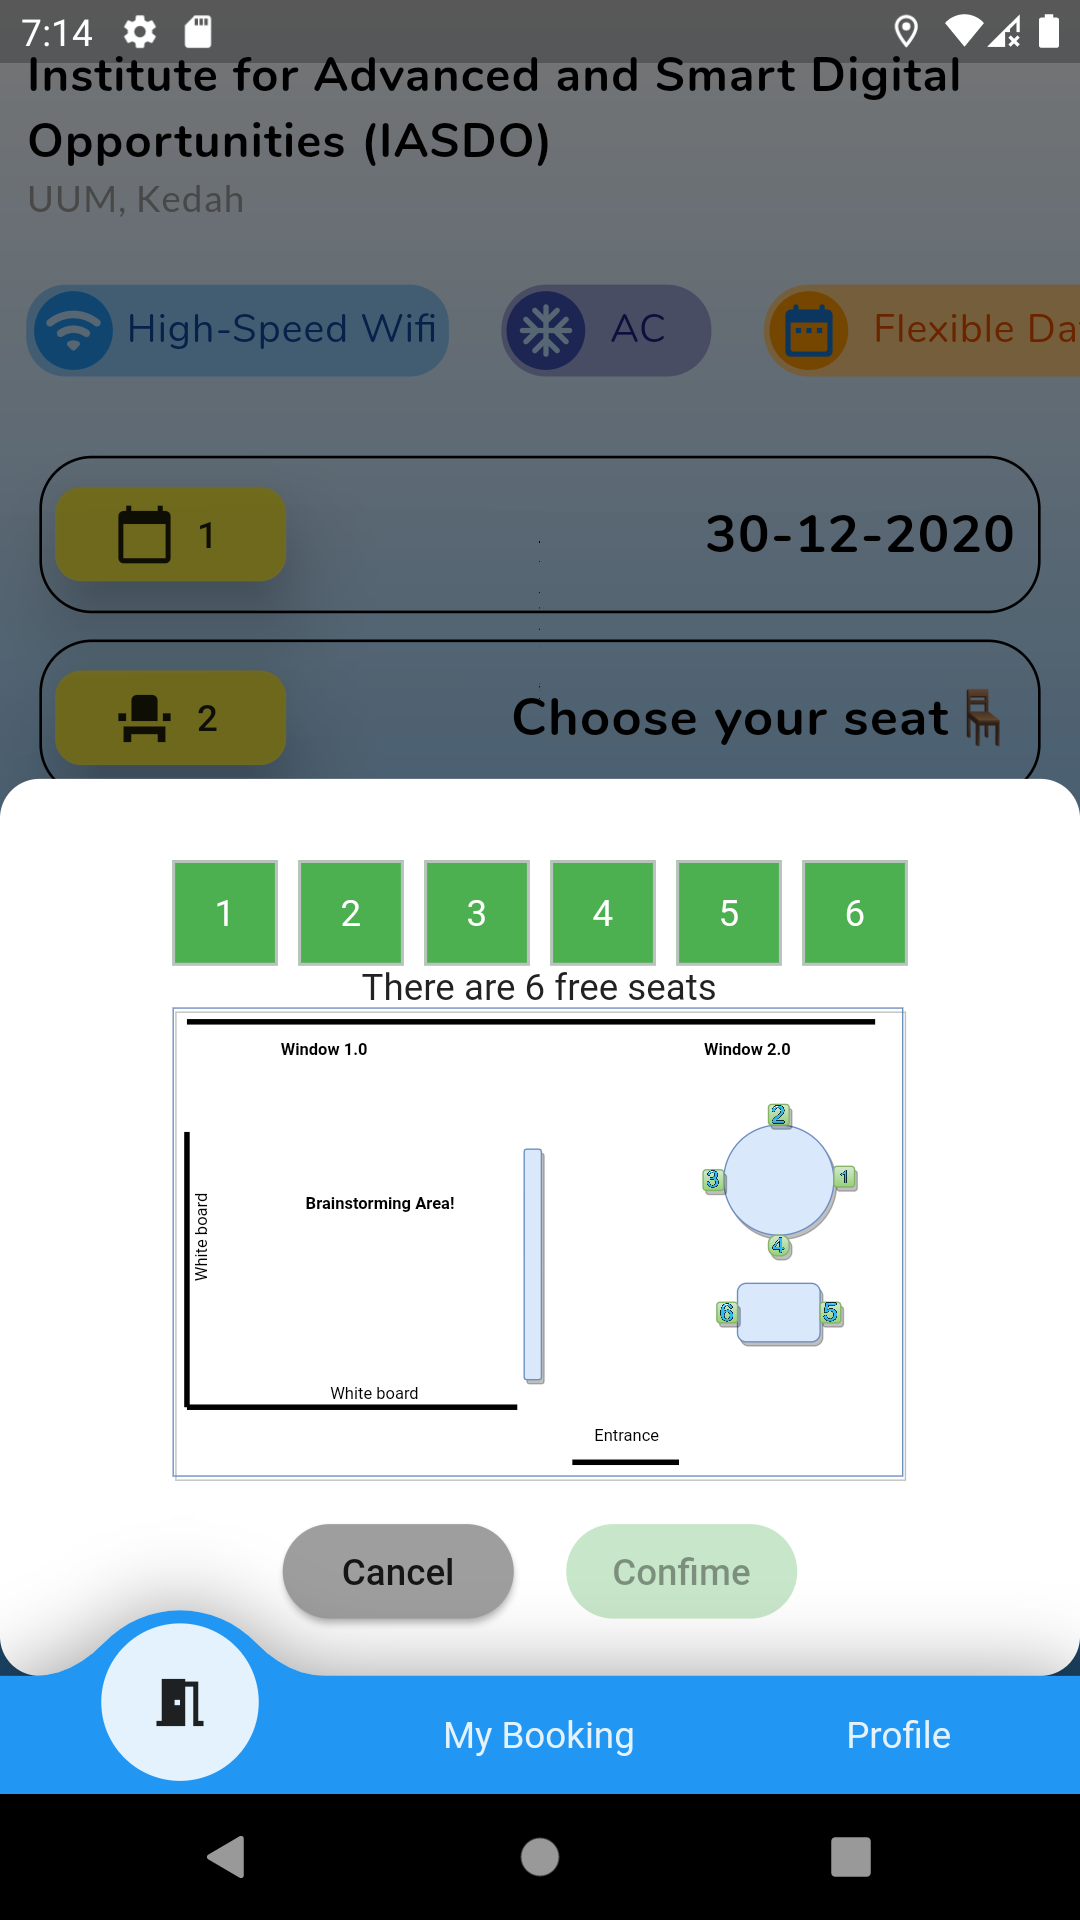 7:14
Institute for Advanced and Smart Digital
Opportunities (IASDO)
UUM, Kedah
High-Speed Wifi
AC
Flexible Da
1
30-12-2020
2
Choose your seat
1 2 3 4 5 6
There are 6 free seats
Window 1.0
Window 2.0
2
3
1
White board
Brainstorming Area!
4
6
5
White board
Entrance
Cancel
Confime
My Booking
Profile